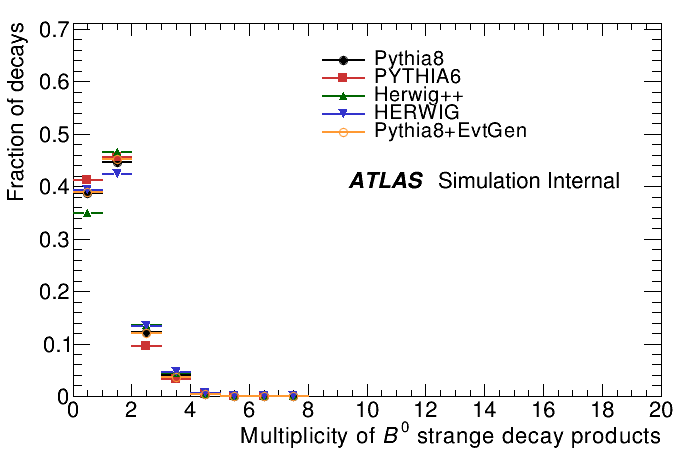 Fraction of decays
0.7
0.6
0.5
0.4
0.3
0.2
0.1
0
Pythia8
PYTHIA6
Herwig++
HERWIG
Pythia8+EvtGen
ATLAS Simulation Internal
0 2 4 6 8 10 12 14 16 18 20
Multiplicity of B⁰ strange decay products